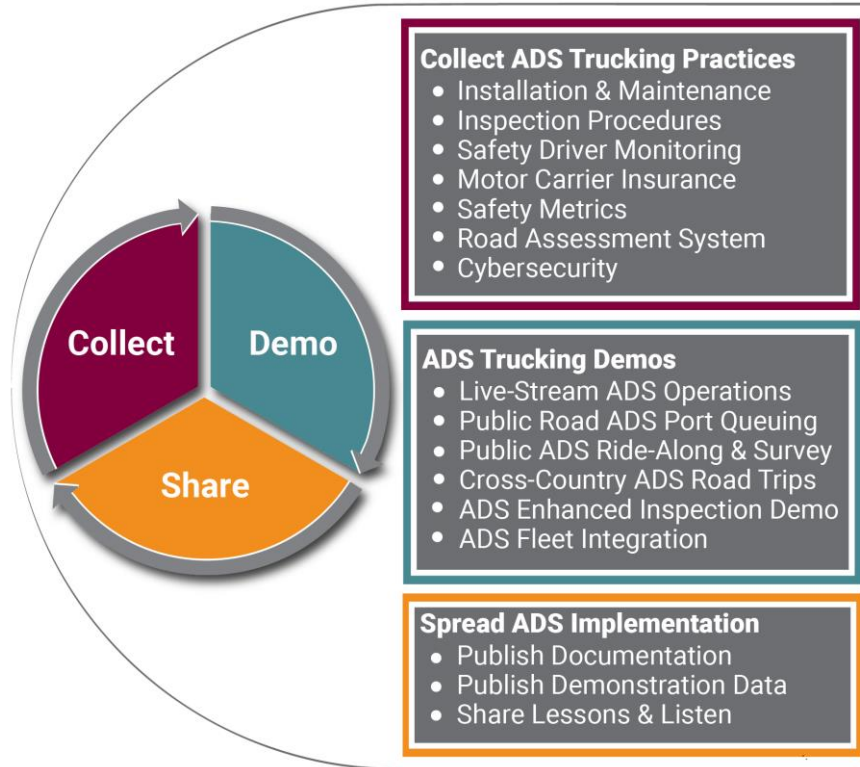 Collect
Demo
Share
Collect ADS Trucking Practices
• Installation & Maintenance
• Inspection Procedures
• Safety Driver Monitoring
• Motor Carrier Insurance
• Safety Metrics
• Road Assessment System
• Cybersecurity
ADS Trucking Demos
• Live-Stream ADS Operations
• Public Road ADS Port Queuing
• Public ADS Ride-Along & Survey
• Cross-Country ADS Road Trips
• ADS Enhanced Inspection Demo
• ADS Fleet Integration
Spread ADS Implementation
• Publish Documentation
• Publish Demonstration Data
• Share Lessons & Listen